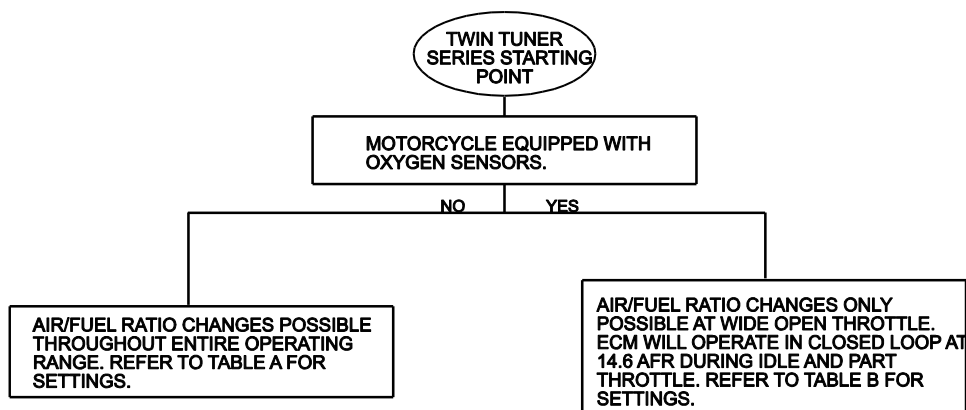 TWIN TUNER
SERIES STARTING
POINT
MOTORCYCLE EQUIPPED WITH
OXYGEN SENSORS.
NO
YES
AIR/FUEL RATIO CHANGES POSSIBLE
THROUGHOUT ENTIRE OPERATING
RANGE. REFER TO TABLE A FOR
SETTINGS.
AIR/FUEL RATIO CHANGES ONLY
POSSIBLE AT WIDE OPEN THROTTLE.
ECM WILL OPERATE IN CLOSED LOOP AT
14.6 AFR DURING IDLE AND PART
THROTTLE. REFER TO TABLE B FOR
SETTINGS.